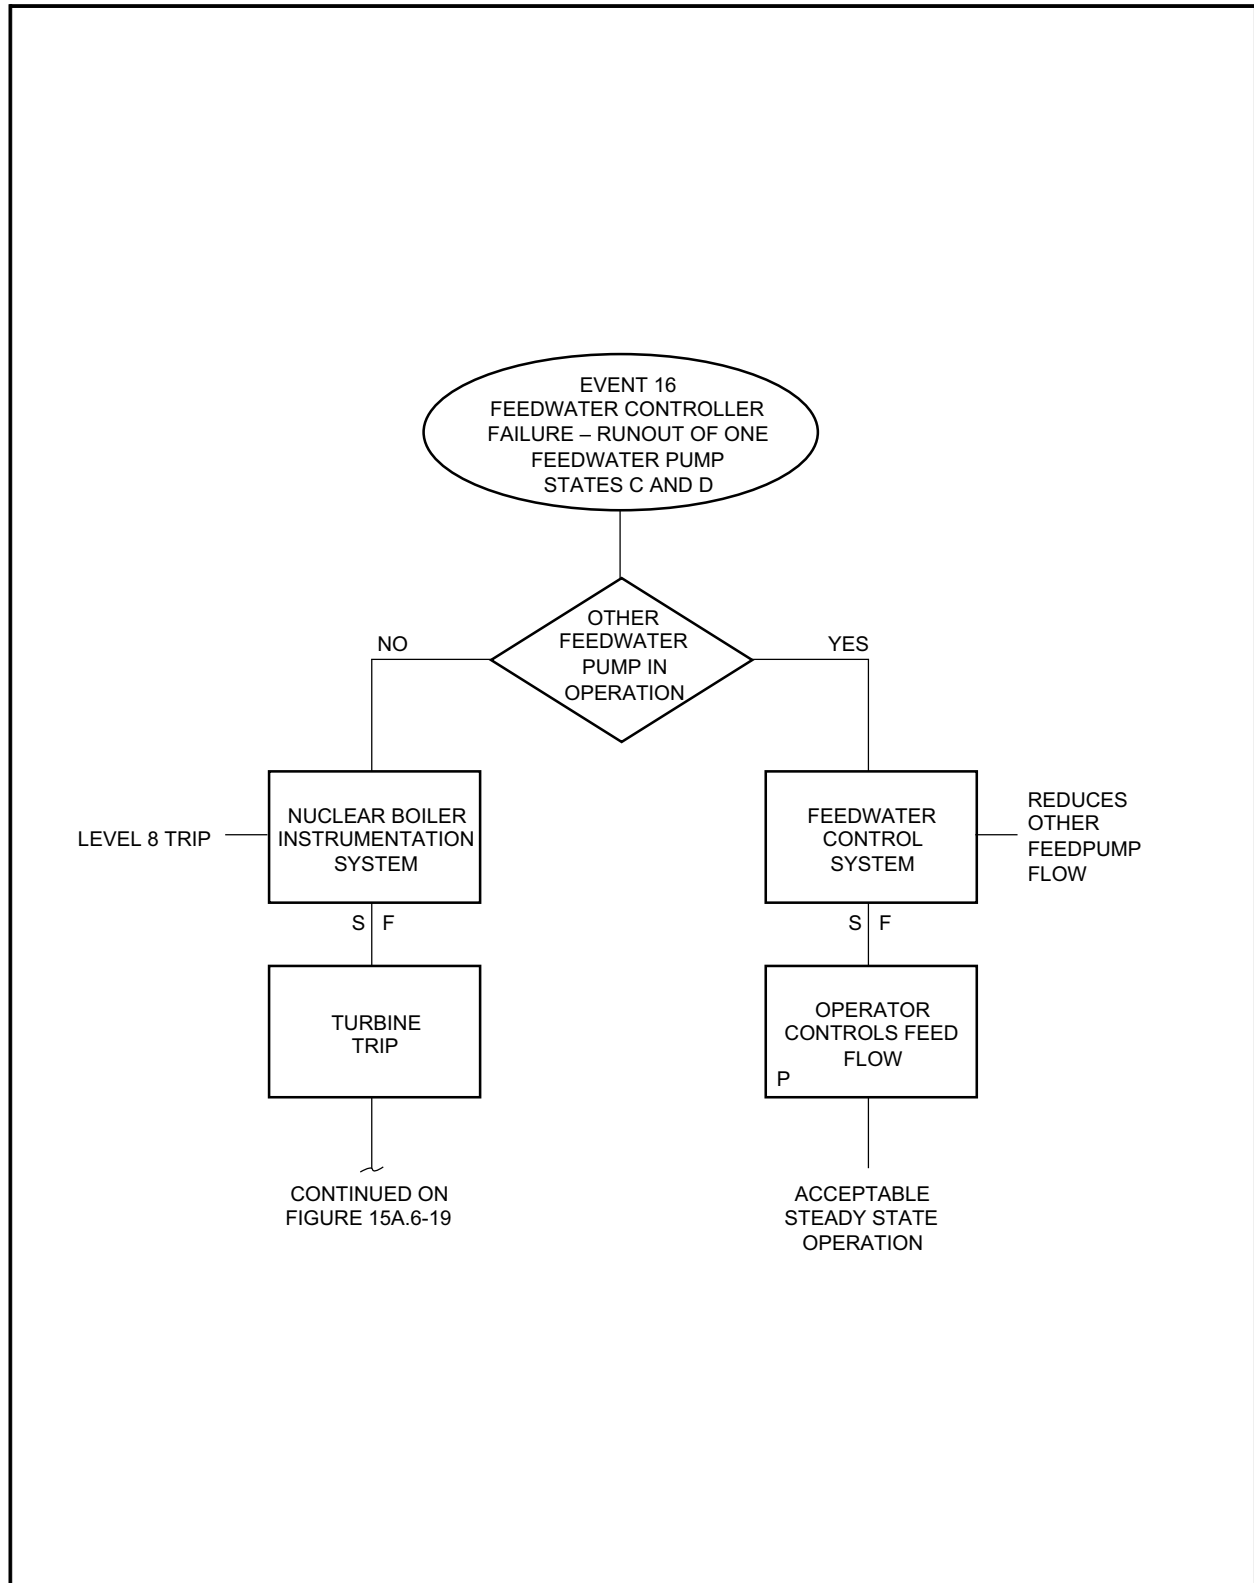 EVENT 16
FEEDWATER CONTROLLER
FAILURE – RUNOUT OF ONE
FEEDWATER PUMP
STATES C AND D
OTHER
FEEDWATER
PUMP IN
OPERATION
NO
YES
LEVEL 8 TRIP
NUCLEAR BOILER
INSTRUMENTATION
SYSTEM
FEEDWATER
CONTROL
SYSTEM
REDUCES
OTHER
FEEDPUMP
FLOW
S F
S F
TURBINE
TRIP
OPERATOR
CONTROLS FEED
FLOW
P
CONTINUED ON
FIGURE 15A.6-19
ACCEPTABLE
STEADY STATE
OPERATION